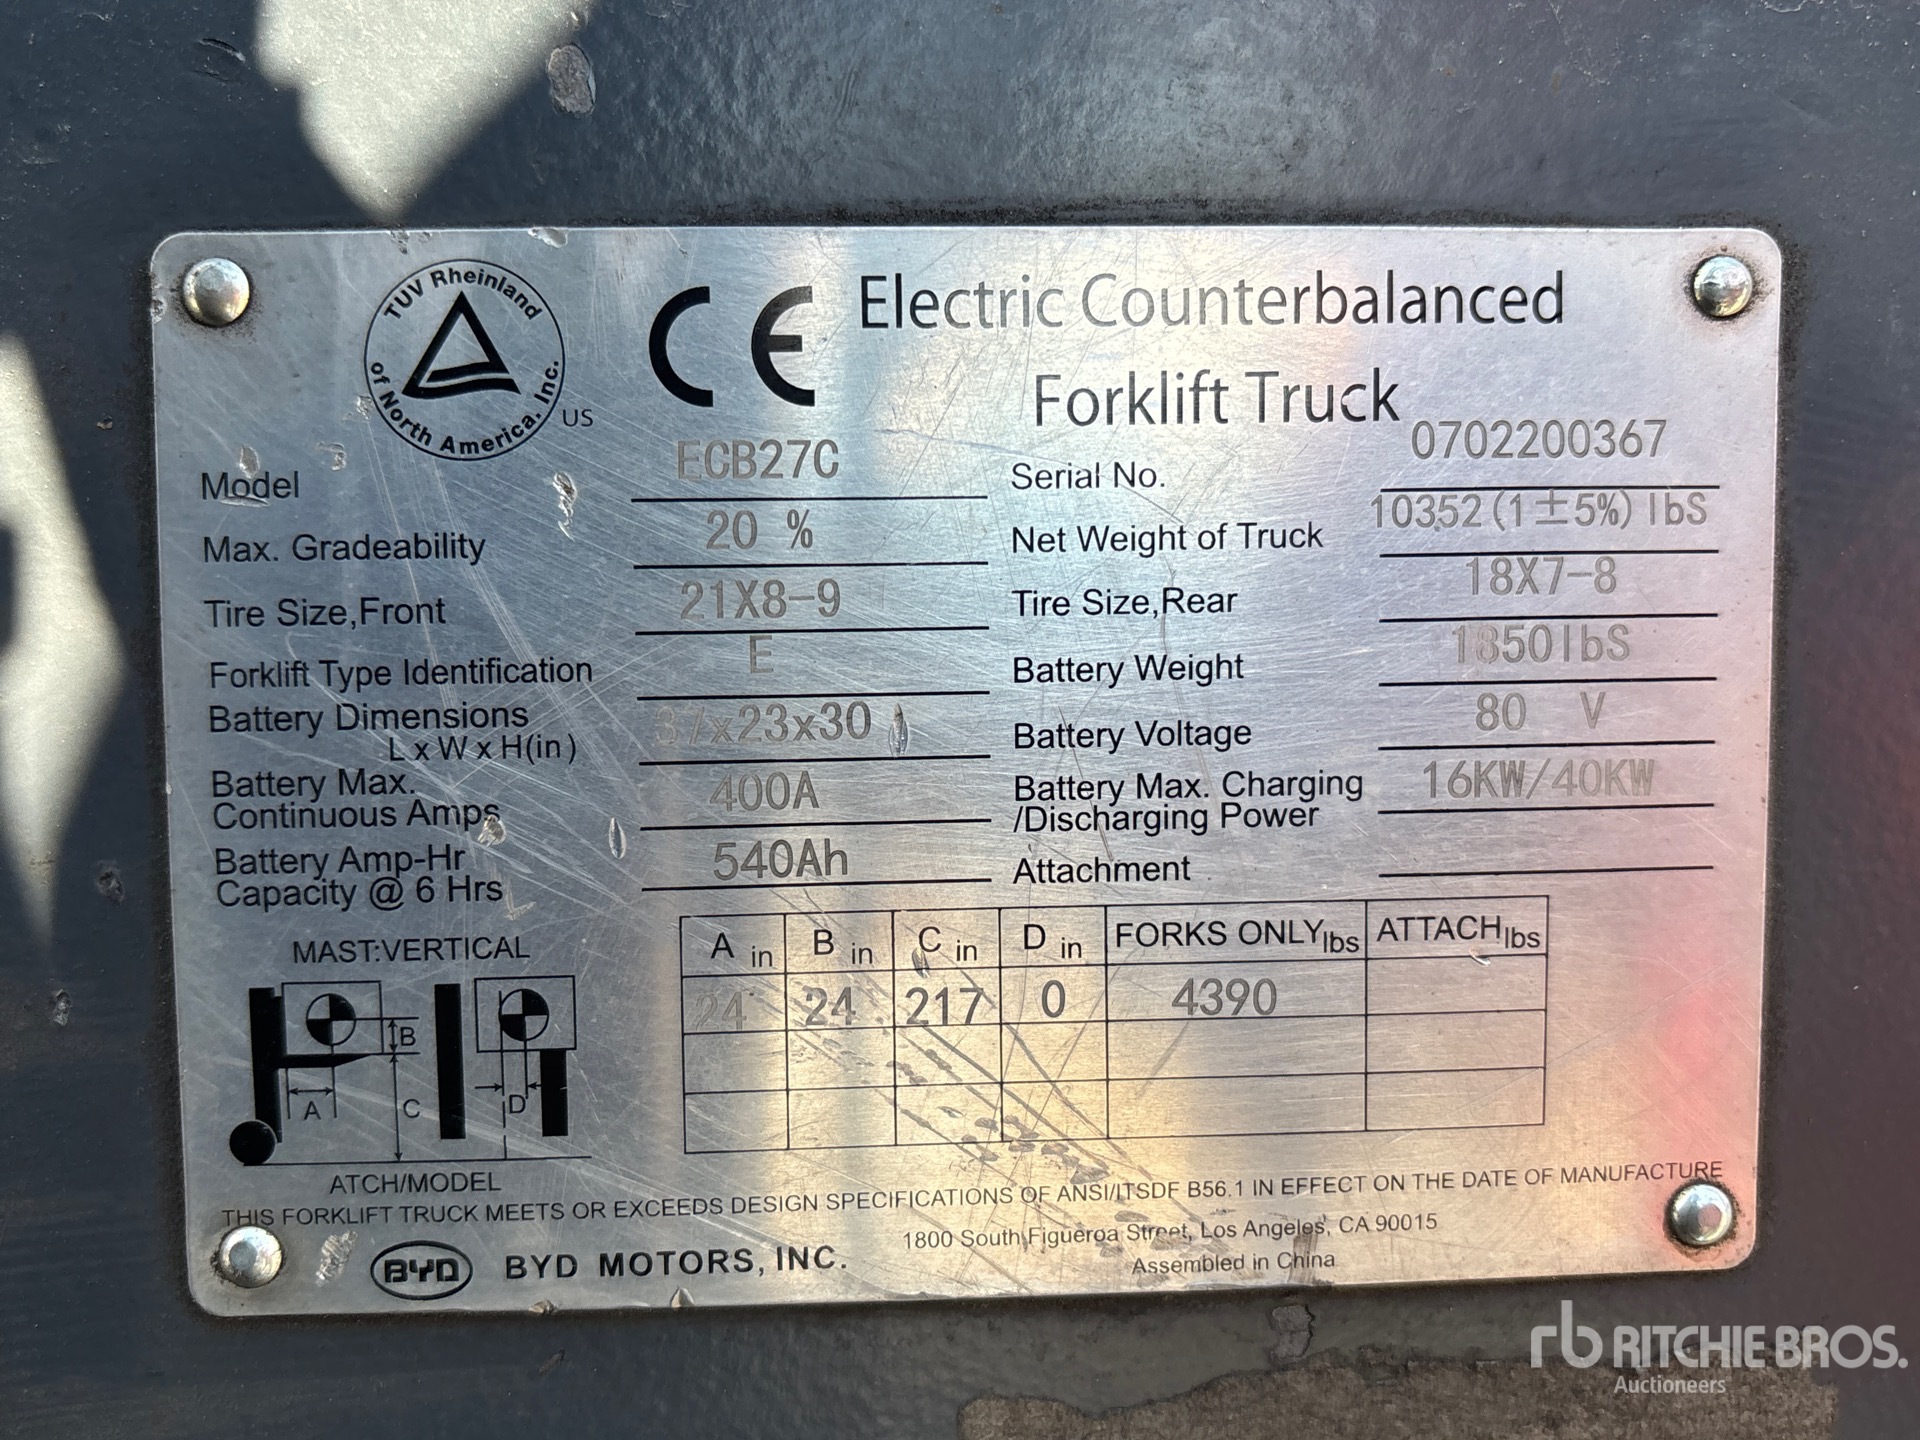 TUV Rheinland
of North America, Inc.
US
CE
Electric Counterbalanced
Forklift Truck
Model ECB27C
Serial No. 0702200367
Max. Gradeability 20 %
Net Weight of Truck 10352(1±5%)lbS
Tire Size,Front 21X8-9
Tire Size,Rear 18X7-8
Forklift Type Identification E
Battery Weight 1850lbS
Battery Dimensions
L x W x H(in) 37x23x30
Battery Voltage 80 V
Battery Max.
Continuous Amps 400A
Battery Max. Charging
/Discharging Power 16KW/40KW
Battery Amp-Hr
Capacity @ 6 Hrs 540Ah
Attachment
MAST:VERTICAL
A in B in C in D in FORKS ONLY lbs ATTACH lbs
24 24 217 0 4390
B
A C D
ATCH/MODEL
THIS FORKLIFT TRUCK MEETS OR EXCEEDS DESIGN SPECIFICATIONS OF ANSI/ITSDF B56.1 IN EFFECT ON THE DATE OF MANUFACTURE
BYD BYD MOTORS, INC.
1800 South Figueroa Street, Los Angeles, CA 90015
Assembled in China
rb RITCHIE BROS.
Auctioneers